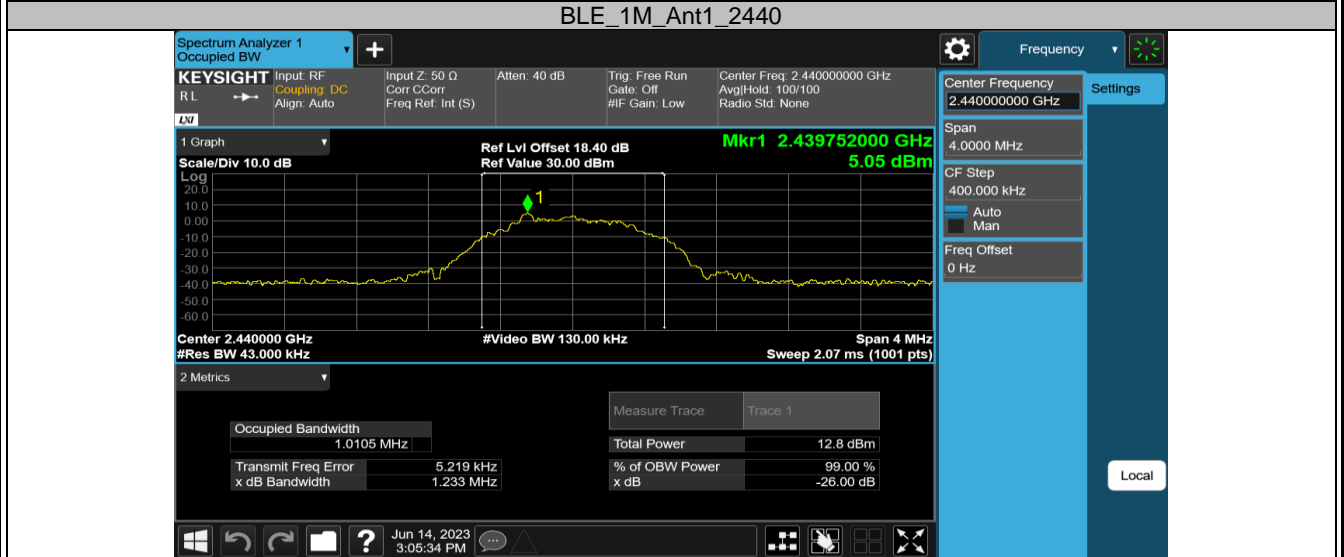 BLE_1M_Ant1_2440
Spectrum Analyzer 1
Occupied BW
+
Frequency
KEYSIGHT
RL
LXI
Input: RF
Coupling: DC
Align: Auto
Input Z: 50 Ω
Corr CCorr
Freq Ref: Int (S)
Atten: 40 dB
Trig: Free Run
Gate: Off
#IF Gain: Low
Center Freq: 2.440000000 GHz
Avg|Hold: 100/100
Radio Std: None
Center Frequency
2.440000000 GHz
Settings
Span
4.0000 MHz
CF Step
400.000 kHz
Auto
Man
Freq Offset
0 Hz
1 Graph
Scale/Div 10.0 dB
Ref Lvl Offset 18.40 dB
Ref Value 30.00 dBm
Mkr1 2.439752000 GHz
5.05 dBm
Log
20.0
10.0
0.00
-10.0
-20.0
-30.0
-40.0
-50.0
-60.0
1
Center 2.440000 GHz
#Res BW 43.000 kHz
#Video BW 130.00 kHz
Span 4 MHz
Sweep 2.07 ms (1001 pts)
2 Metrics
Measure Trace Trace 1
Occupied Bandwidth
1.0105 MHz
Total Power 12.8 dBm
Transmit Freq Error 5.219 kHz
% of OBW Power 99.00 %
x dB Bandwidth 1.233 MHz
x dB -26.00 dB
Local
?
Jun 14, 2023
3:05:34 PM